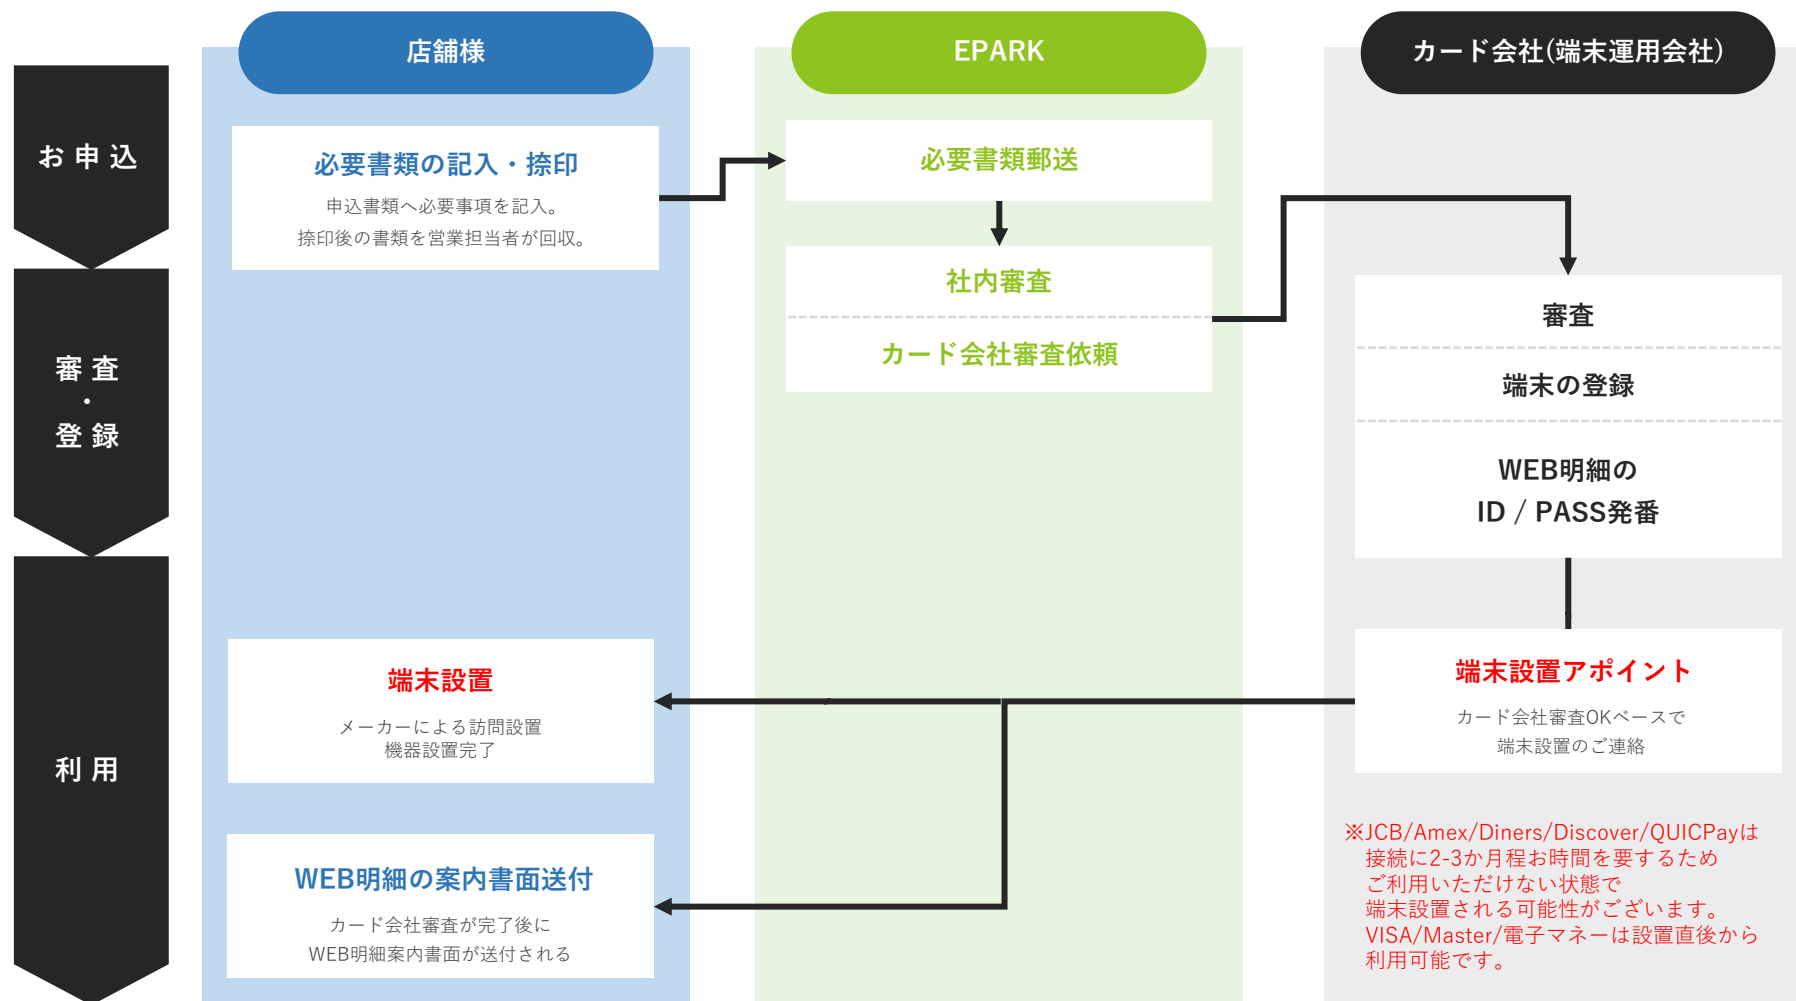 店舗様
EPARK
カード会社(端末運用会社)
お申込
必要書類の記入・捺印
申込書類へ必要事項を記入。
捺印後の書類を営業担当者が回収。
必要書類郵送
社内審査
カード会社審査依頼
審査
・
登録
審査
端末の登録
WEB明細の
ID / PASS発番
利用
端末設置
メーカーによる訪問設置
機器設置完了
端末設置アポイント
カード会社審査OKベースで
端末設置のご連絡
WEB明細の案内書面送付
カード会社審査が完了後に
WEB明細案内書面が送付される
※JCB/Amex/Diners/Discover/QUICPayは
接続に2-3か月程お時間を要するため
ご利用いただけない状態で
端末設置される可能性がございます。
VISA/Master/電子マネーは設置直後から
利用可能です。